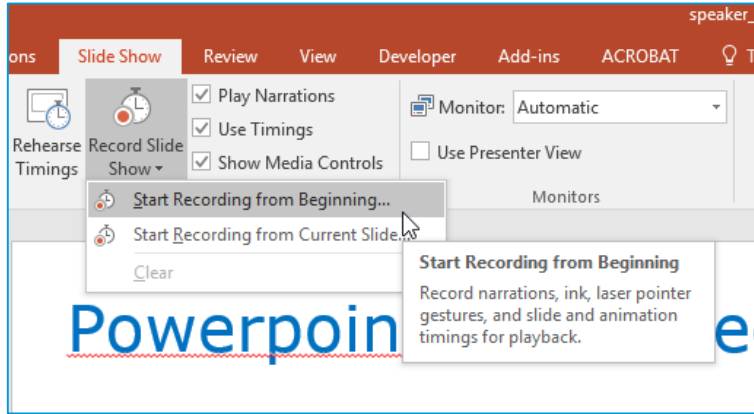 speaker_
ons Slide Show Review View Developer Add-ins ACROBAT T
Rehearse Timings
Record Slide Show
Play Narrations
Use Timings
Show Media Controls
Monitor: Automatic
Use Presenter View
Monitors
Start Recording from Beginning...
Start Recording from Current Slide...
Clear
Start Recording from Beginning
Record narrations, ink, laser pointer
gestures, and slide and animation
timings for playback.
Powerpoin